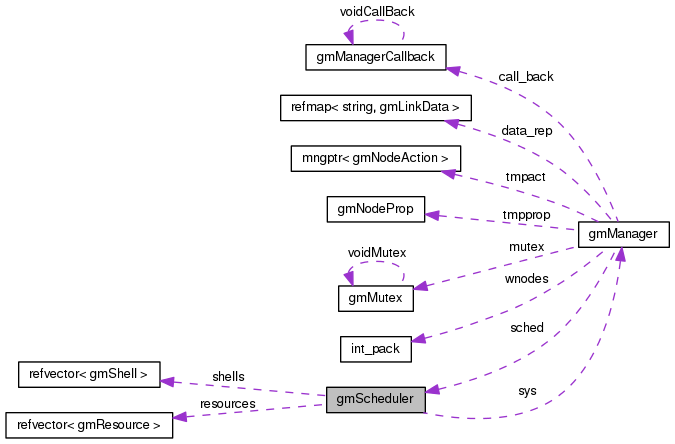 voidCallBack
gmManagerCallback
call_back
refmap< string, gmLinkData >
data_rep
mngptr< gmNodeAction >
tmpact
gmNodeProp
tmpprop
gmManager
voidMutex
mutex
gmMutex
wnodes
sched
int_pack
refvector< gmShell >
shells
sys
gmScheduler
resources
refvector< gmResource >